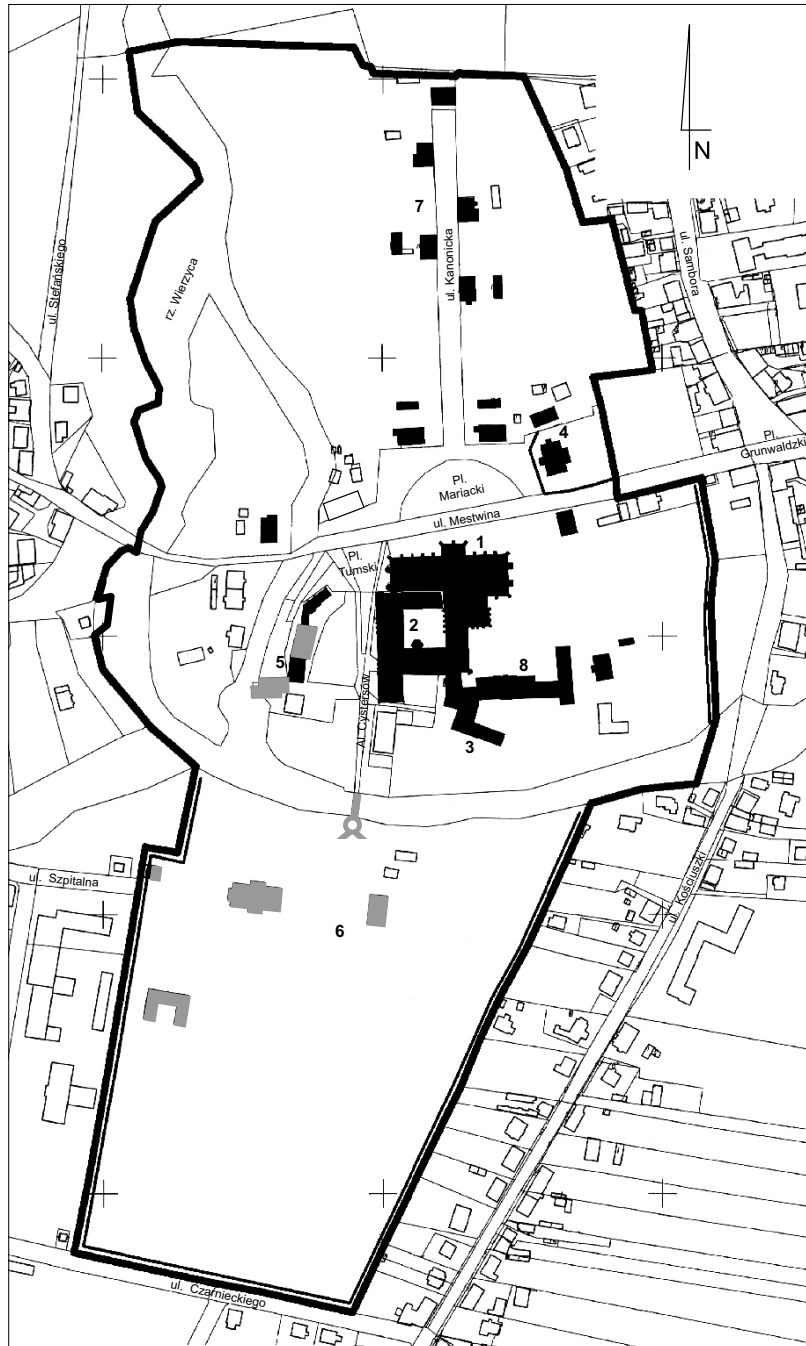 N
ul. Stefańskiego
rz. Wierzyca
7
ul. Kanonicka
ul. Sambora
4
Pl.
Grunwaldzki
Pl.
Mariacki
ul. Mestwina
1
Pl.
Tumski
2
5
8
Al. Cystersów
3
ul. Szpitalna
6
ul. Kościuszki
ul. Czarnieckiego